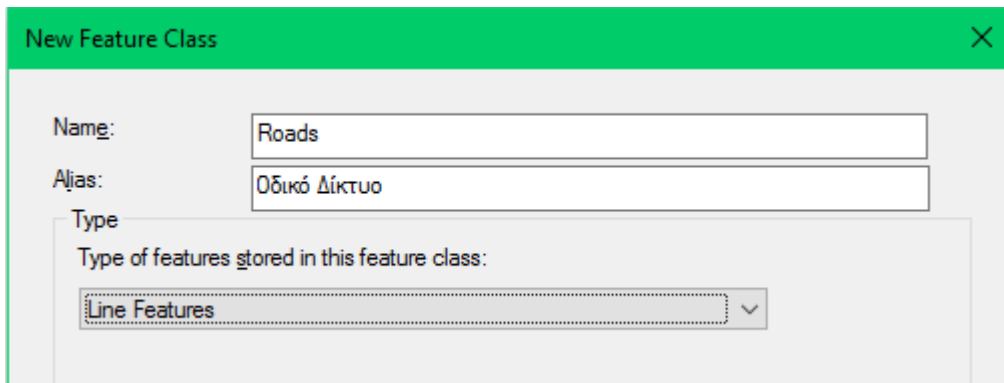 New Feature Class
Name: Roads
Alias: Οδικό Δίκτυο
Type
Type of features stored in this feature class:
Line Features